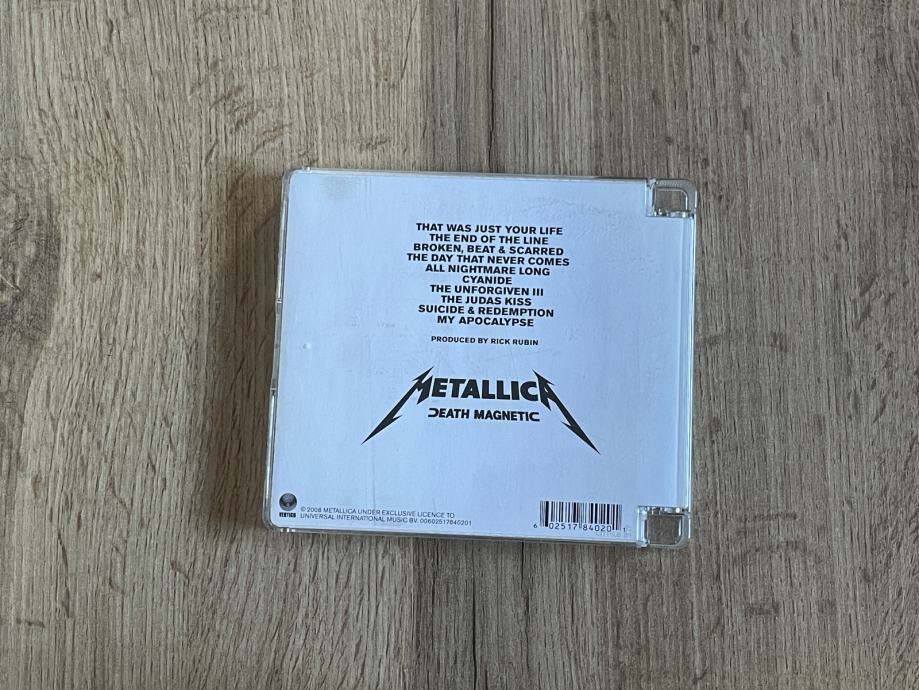 THAT WAS JUST YOUR LIFE
THE END OF THE LINE
BROKEN, BEAT & SCARRED
THE DAY THAT NEVER COMES
ALL NIGHTMARE LONG
CYANIDE
THE UNFORGIVEN III
THE JUDAS KISS
SUICIDE & REDEMPTION
MY APOCALYPSE
PRODUCED BY RICK RUBIN
METALLICA
DEATH MAGNETIC
VERTIGO
© 2008 METALLICA UNDER EXCLUSIVE LICENCE TO
UNIVERSAL INTERNATIONAL MUSIC BV. 00602517840201
6 02517 84020 1